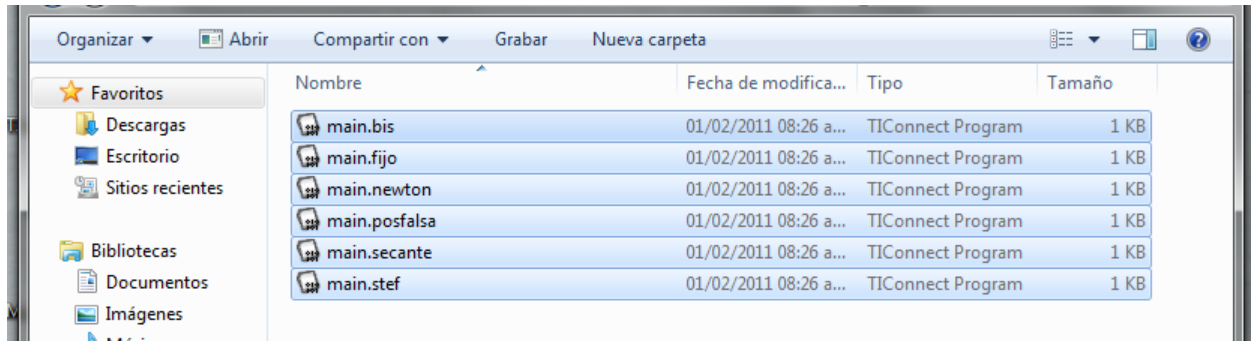 Organizar Abrir Compartir con Grabar Nueva carpeta
Favoritos
Descargas
Escritorio
Sitios recientes
Bibliotecas
Documentos
Imágenes
Nombre Fecha de modifica... Tipo Tamaño
main.bis 01/02/2011 08:26 a... TIConnect Program 1 KB
main.fijo 01/02/2011 08:26 a... TIConnect Program 1 KB
main.newton 01/02/2011 08:26 a... TIConnect Program 1 KB
main.posfalsa 01/02/2011 08:26 a... TIConnect Program 1 KB
main.secante 01/02/2011 08:26 a... TIConnect Program 1 KB
main.stef 01/02/2011 08:26 a... TIConnect Program 1 KB